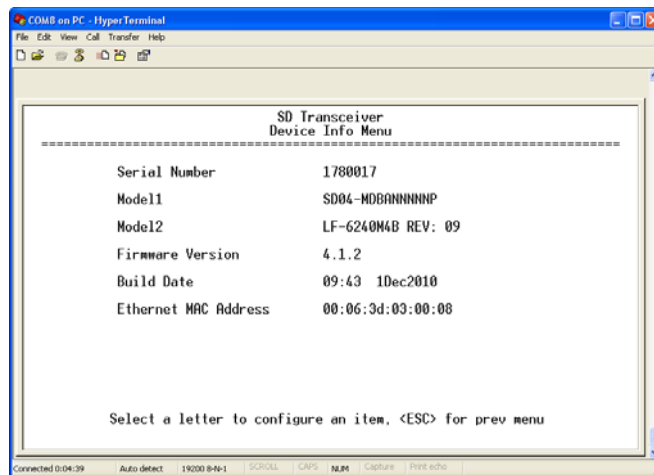 COM8 on PC - HyperTerminal
File Edit View Call Transfer Help
SD Transceiver
Device Info Menu
================================================================================
Serial Number 1780017
Model1 SD04-MDBANNNNNP
Model2 LF-6240M4B REV: 09
Firmware Version 4.1.2
Build Date 09:43 1Dec2010
Ethernet MAC Address 00:06:3d:03:00:08
Select a letter to configure an item, <ESC> for prev menu
Connected 0:04:39 Auto detect 19200 8-N-1 SCROLL CAPS NUM Capture Print echo